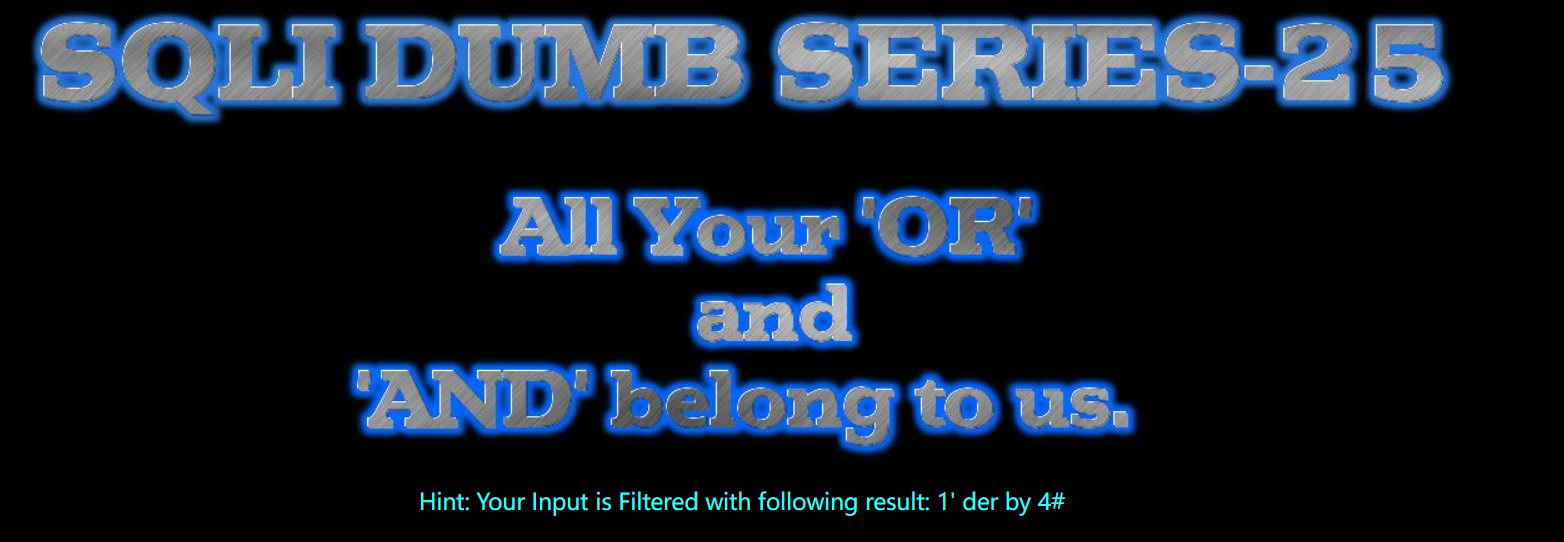 SQLI DUMB SERIES-25
All Your 'OR'
and
'AND' belong to us.
Hint: Your Input is Filtered with following result: 1' der by 4#